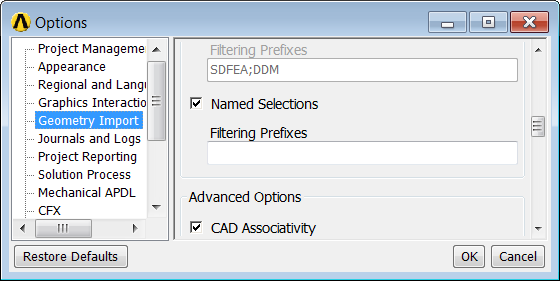 Options
Project Manageme
Appearance
Regional and Langu
Graphics Interactio
Geometry Import
Journals and Logs
Project Reporting
Solution Process
Mechanical APDL
CFX
Filtering Prefixes
SDFEA;DDM
Named Selections
Filtering Prefixes
Advanced Options
CAD Associativity
Restore Defaults
OK
Cancel